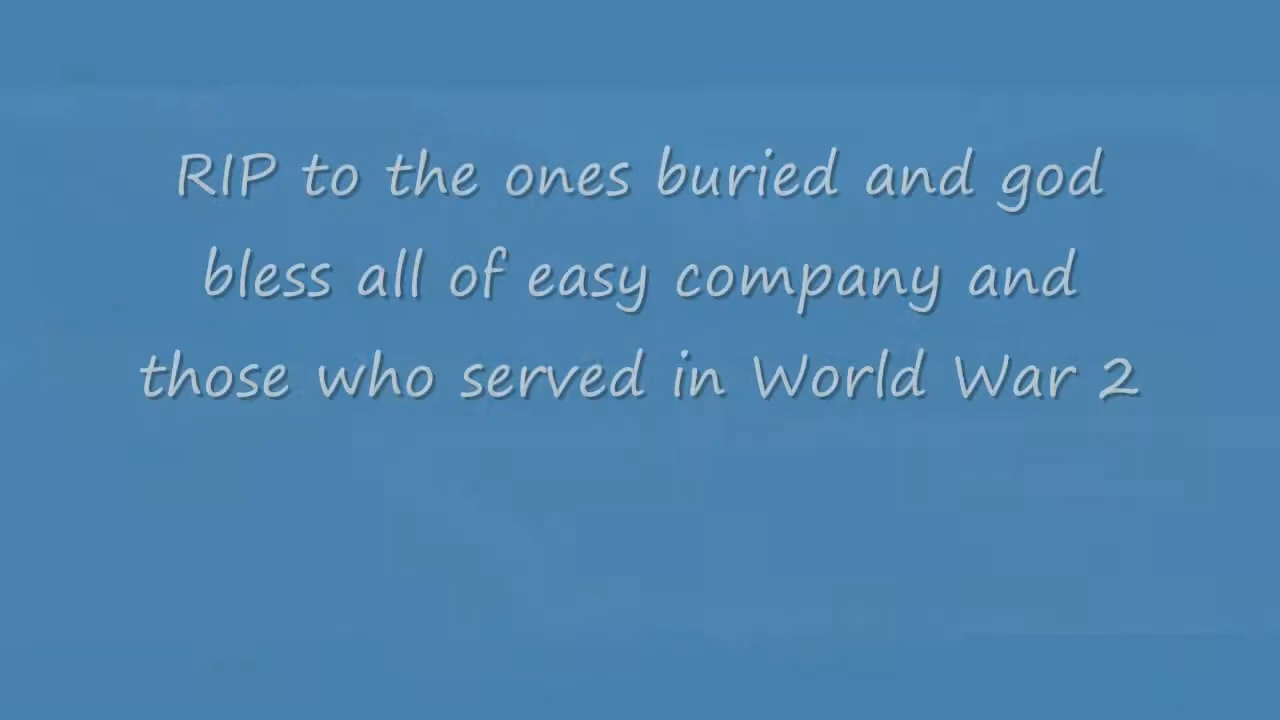 RIP to the ones buried and god
bless all of easy company and
those who served in World War 2